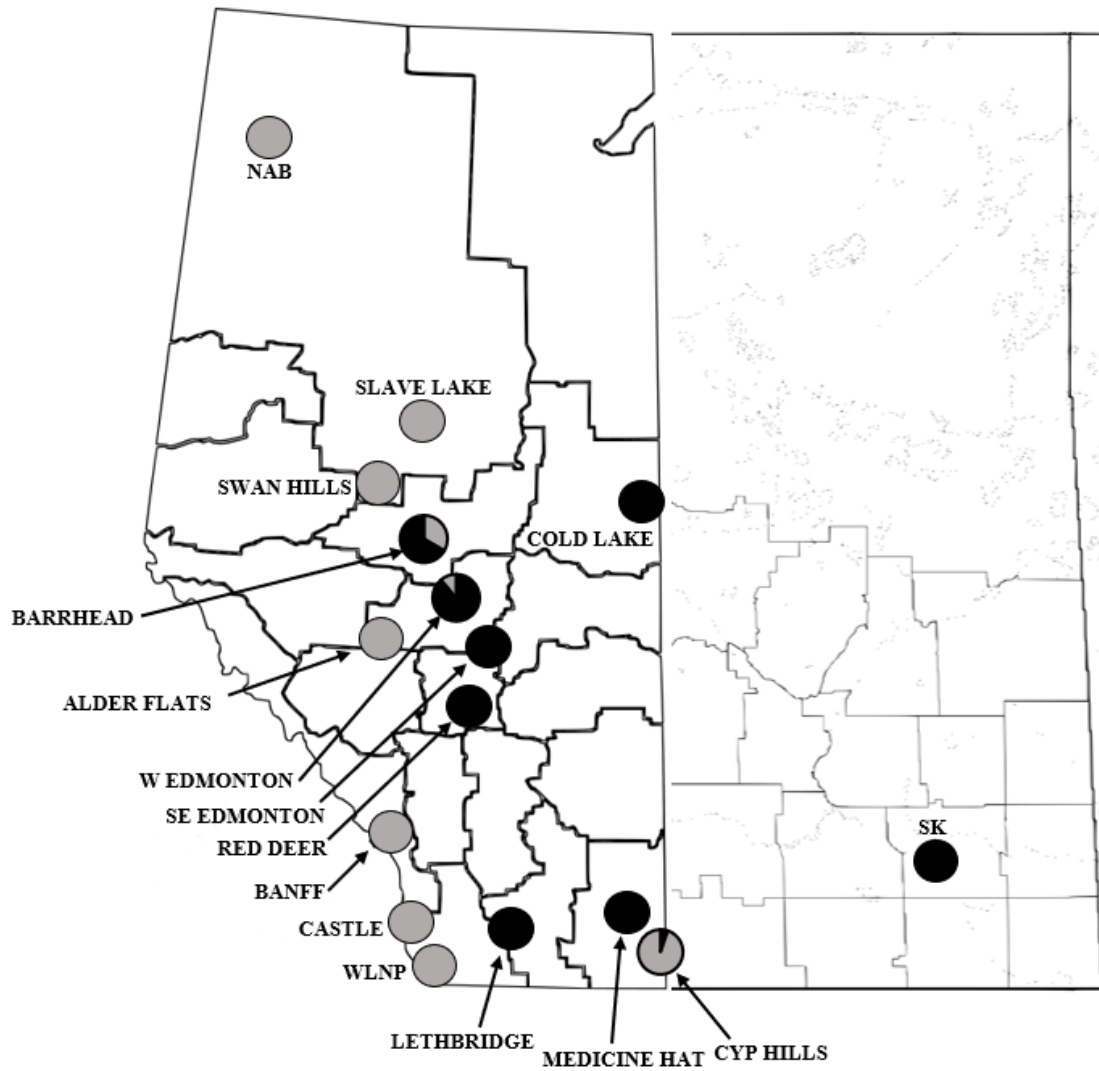 NAB
SLAVE LAKE
SWAN HILLS
COLD LAKE
BARRHEAD
ALDER FLATS
W EDMONTON
SE EDMONTON
RED DEER
SK
BANFF
CASTLE
WLNP
LETHBRIDGE
MEDICINE HAT
CYP HILLS